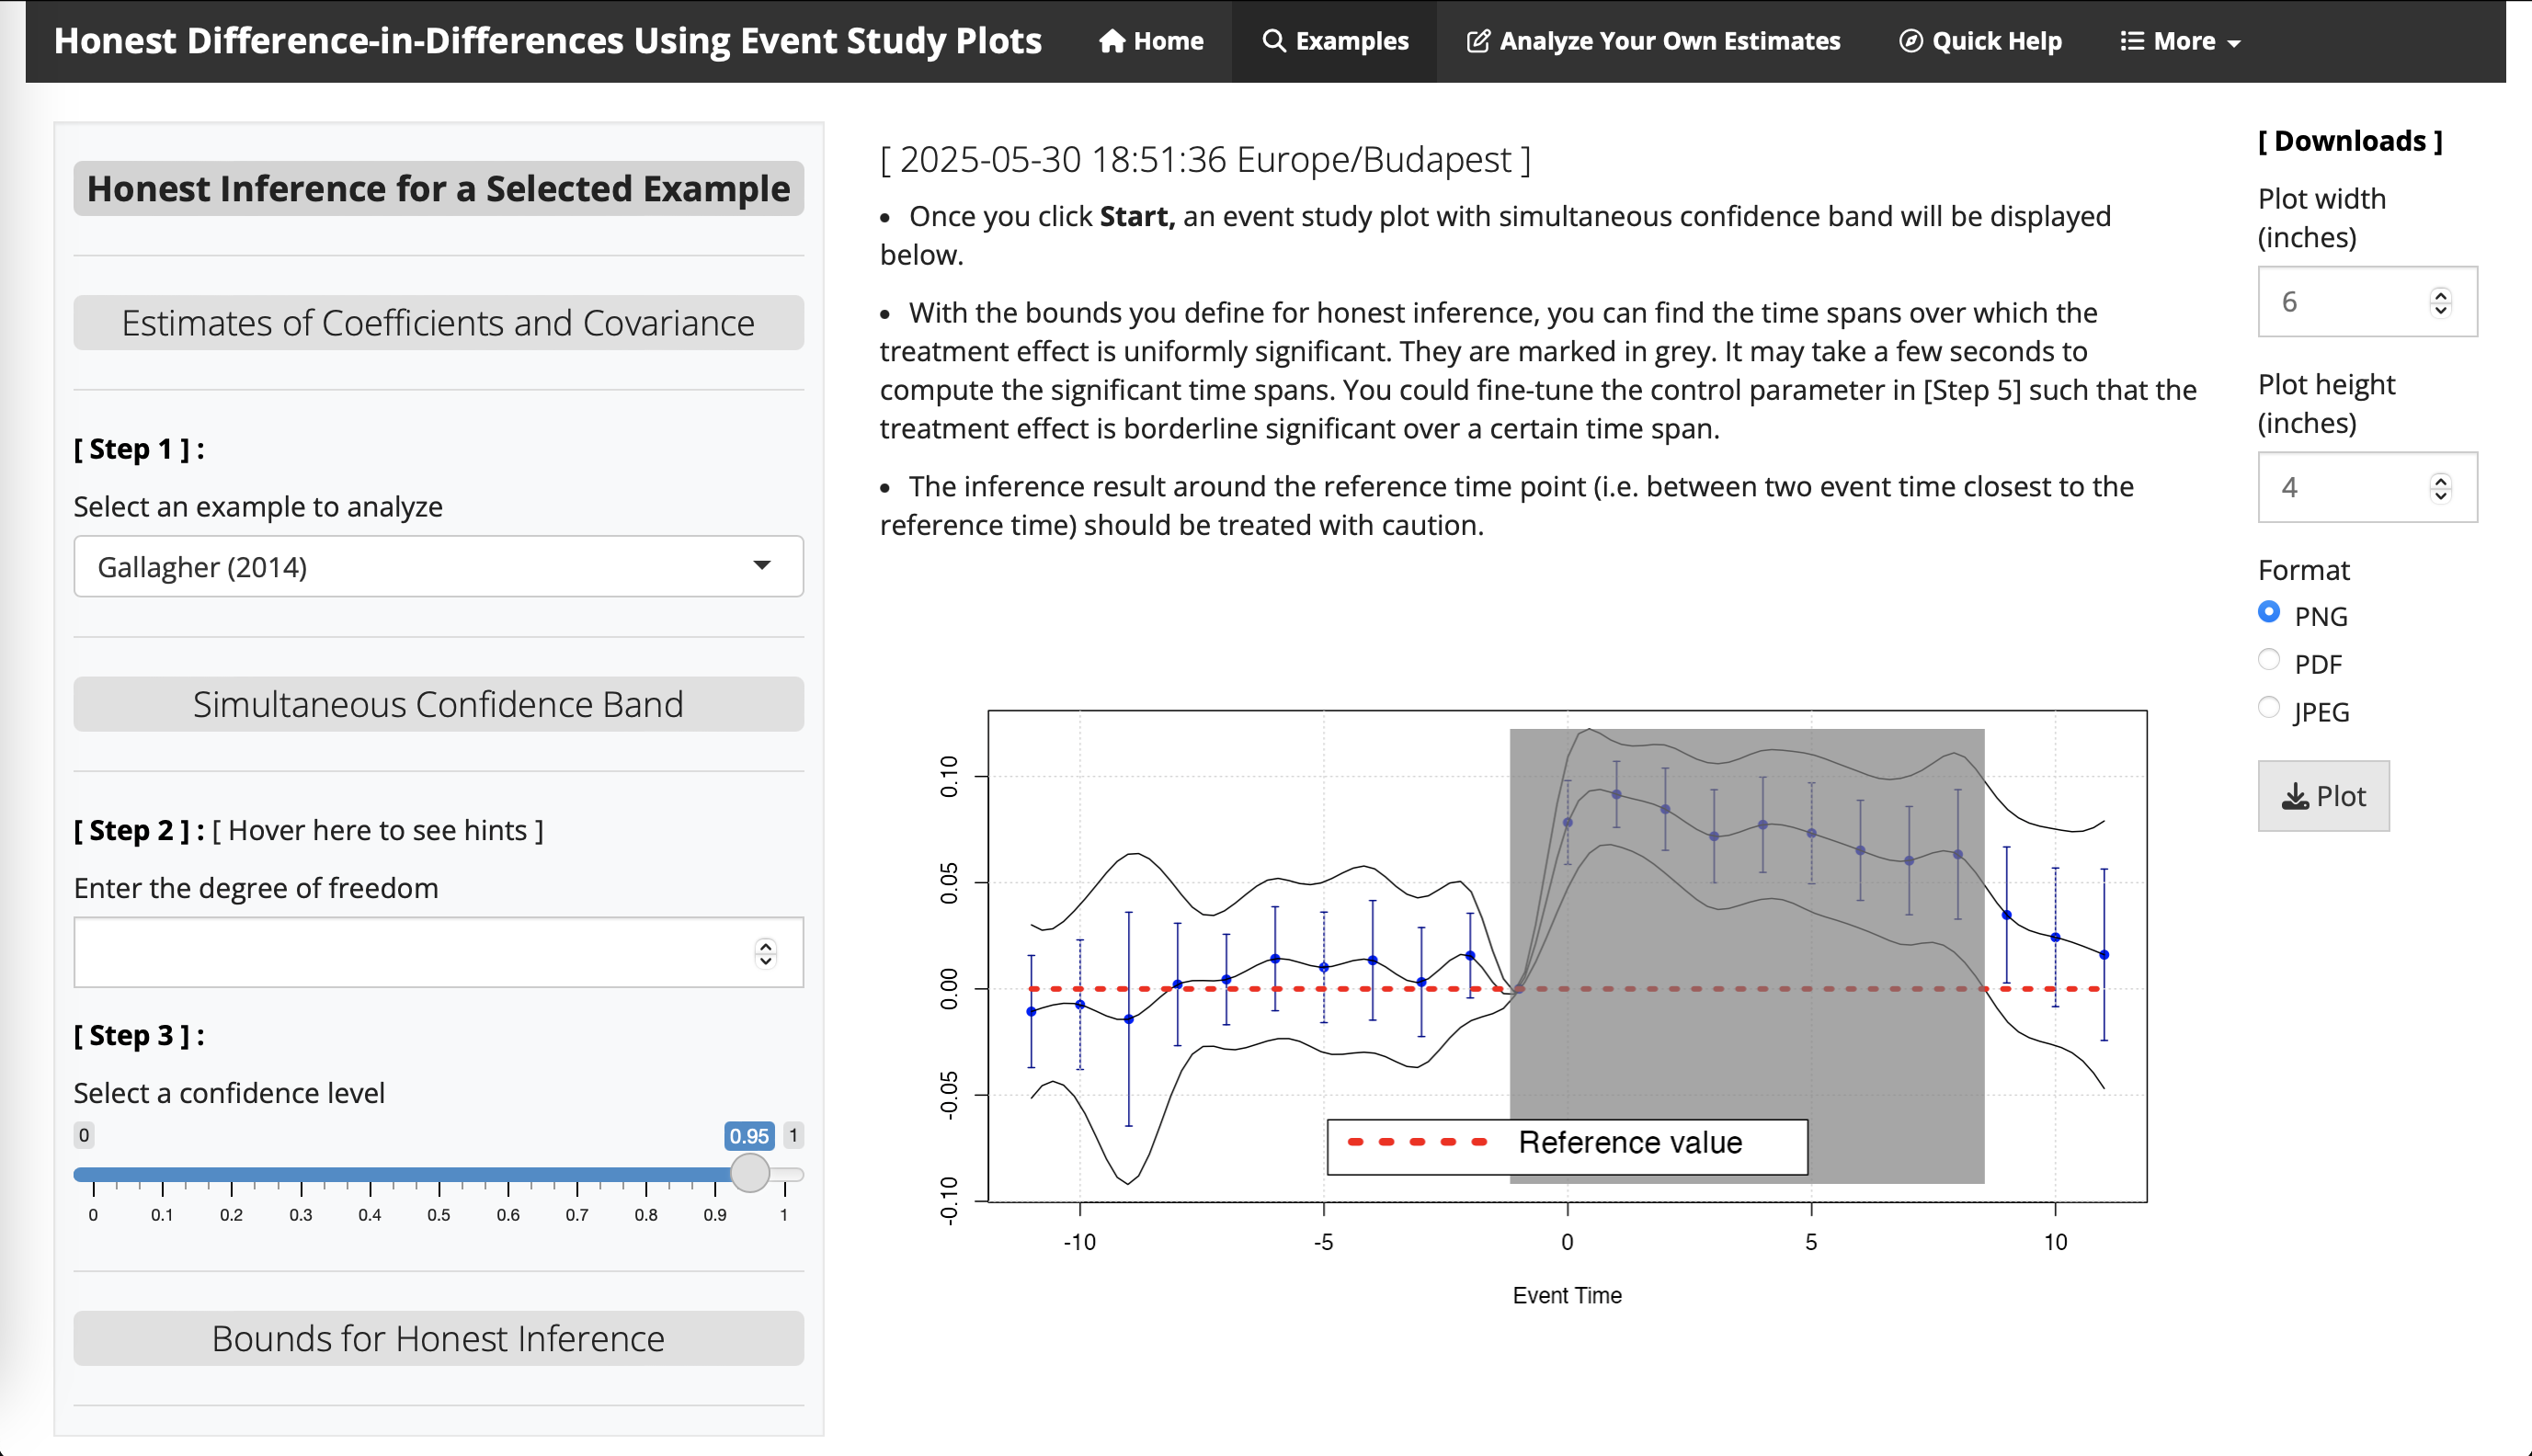 Honest Difference-in-Differences Using Event Study Plots
Home
Examples
Analyze Your Own Estimates
Quick Help
More
Honest Inference for a Selected Example
Estimates of Coefficients and Covariance
[ Step 1 ] :
Select an example to analyze
Gallagher (2014)
Simultaneous Confidence Band
[ Step 2 ] : [ Hover here to see hints ]
Enter the degree of freedom
[ Step 3 ] :
Select a confidence level
0
0.95
1
0 0.1 0.2 0.3 0.4 0.5 0.6 0.7 0.8 0.9 1
Bounds for Honest Inference
[ 2025-05-30 18:51:36 Europe/Budapest ]
• Once you click Start, an event study plot with simultaneous confidence band will be displayed
below.
• With the bounds you define for honest inference, you can find the time spans over which the
treatment effect is uniformly significant. They are marked in grey. It may take a few seconds to
compute the significant time spans. You could fine-tune the control parameter in [Step 5] such that the
treatment effect is borderline significant over a certain time span.
• The inference result around the reference time point (i.e. between two event time closest to the
reference time) should be treated with caution.
0.10
0.05
0.00
-0.05
-0.10
Reference value
-10 -5 0 5 10
Event Time
[ Downloads ]
Plot width
(inches)
6
Plot height
(inches)
4
Format
PNG
PDF
JPEG
Plot